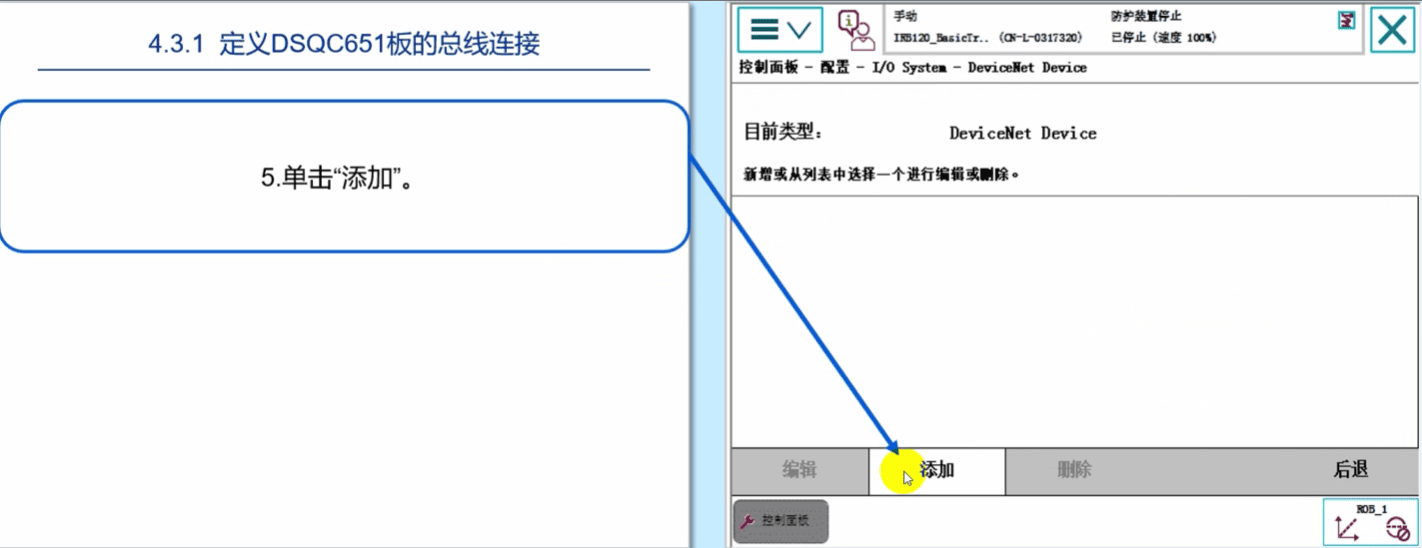 4.3.1 定义DSQC651板的总线连接
5.单击“添加”。
手动
防护装置停止
IRB120_BasicTr.. (CN-L-0317320)
已停止 (速度 100%)
控制面板 - 配置 - I/O System - DeviceNet Device
目前类型: DeviceNet Device
新增或从列表中选择一个进行编辑或删除。
编辑 添加 删除 后退
控制面板
ROB_1